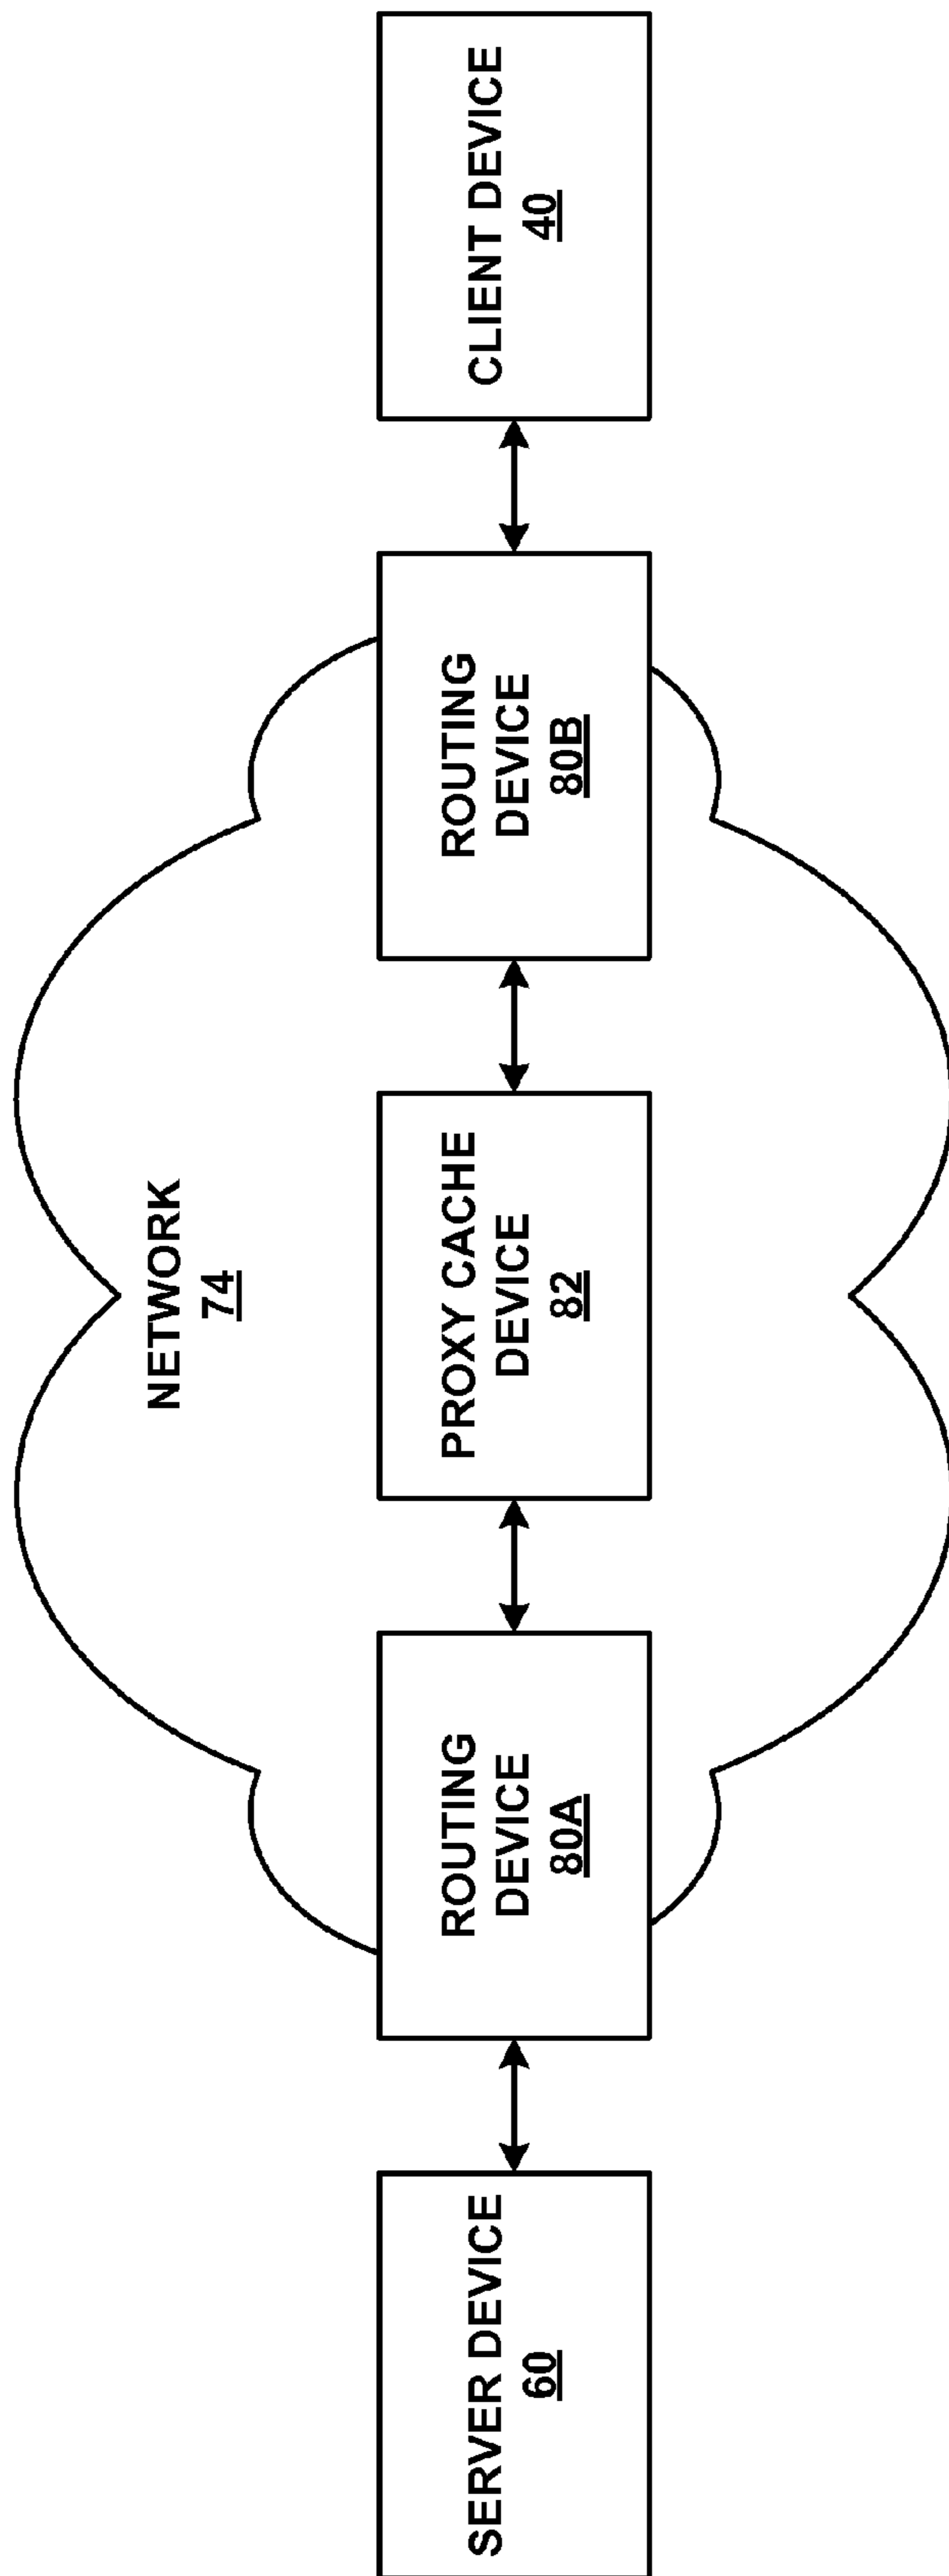 NETWORK
74
SERVER DEVICE
60
ROUTING
DEVICE
80A
PROXY CACHE
DEVICE
82
ROUTING
DEVICE
80B
CLIENT DEVICE
40